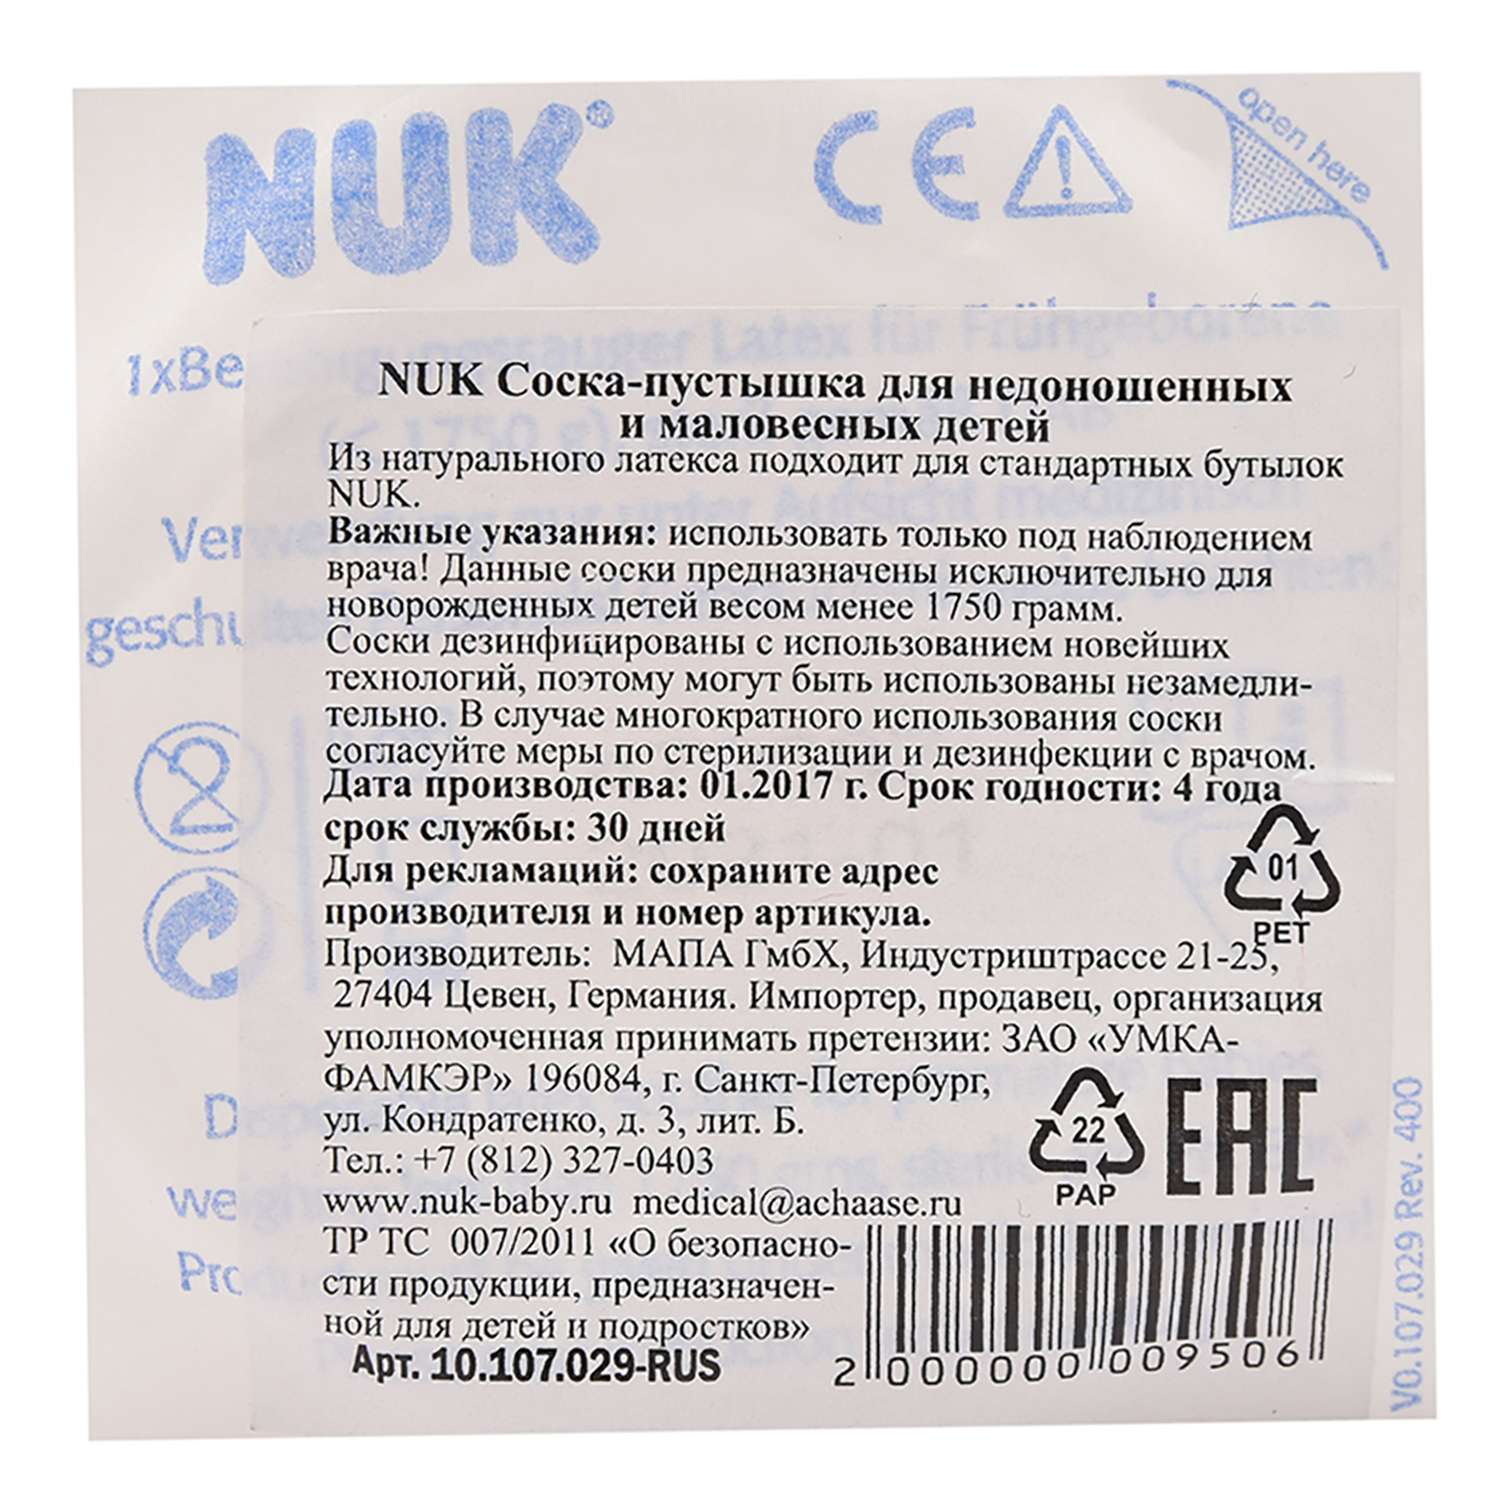 NUK®
CE
open here
1xBe
NUK Соска-пустышка для недоношенных
и маловесных детей
Из натурального латекса подходит для стандартных бутылок
NUK.
Важные указания: использовать только под наблюдением
врача! Данные соски предназначены исключительно для
новорожденных детей весом менее 1750 грамм.
Соски дезинфицированы с использованием новейших
технологий, поэтому могут быть использованы незамедли-
тельно. В случае многократного использования соски
согласуйте меры по стерилизации и дезинфекции с врачом.
Дата производства: 01.2017 г. Срок годности: 4 года
срок службы: 30 дней
Для рекламаций: сохраните адрес
производителя и номер артикула.
Производитель: МАПА ГмбХ, Индустриштрассе 21-25,
27404 Цевен, Германия. Импортер, продавец, организация
уполномоченная принимать претензии: ЗАО «УМКА-
ФАМКЭР» 196084, г. Санкт-Петербург,
ул. Кондратенко, д. 3, лит. Б.
Тел.: +7 (812) 327-0403
www.nuk-baby.ru medical@achaase.ru
ТР ТС 007/2011 «О безопасно-
сти продукции, предназначен-
ной для детей и подростков»
Арт. 10.107.029-RUS
01
PET
22
PAP
EAC
2 000000 009506
Ver
geschu
2
D
we
Pro
V0.107.029 Rev. 400